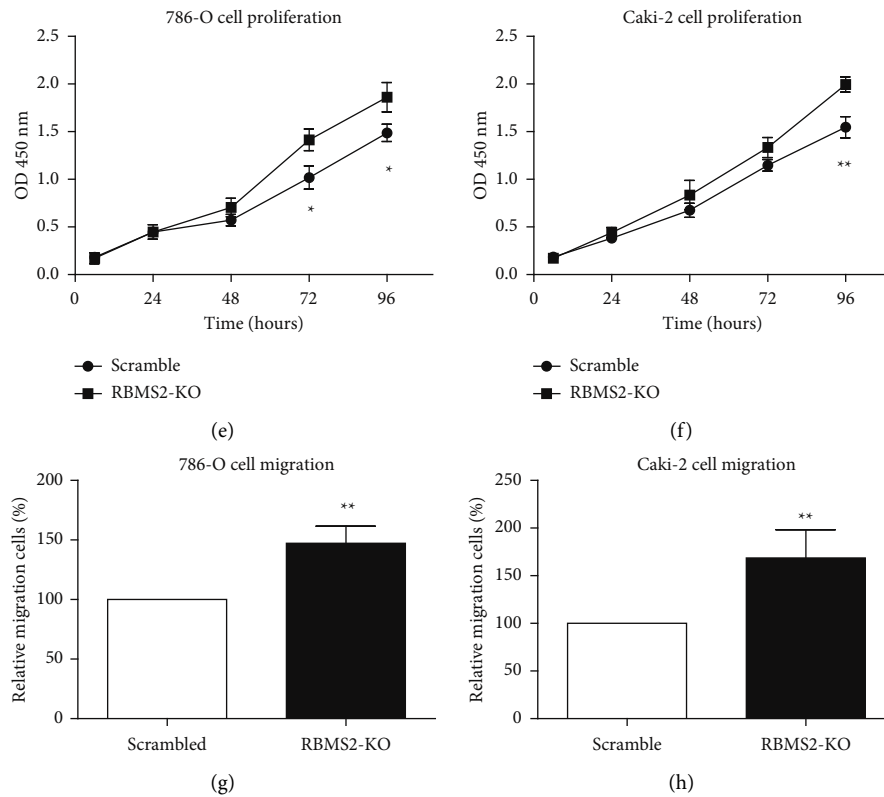 786-O cell proliferation
2.5
2.0
1.5
1.0
0.5
0.0
OD 450 nm
*
*
0
24
48
72
96
Time (hours)
Scramble
RBMS2-KO
(e)
Caki-2 cell proliferation
2.5
2.0
1.5
1.0
0.5
0.0
OD 450 nm
**
0
24
48
72
96
Time (hours)
Scramble
RBMS2-KO
(f)
786-O cell migration
200
150
100
50
0
Relative migration cells (%)
**
Scrambled
RBMS2-KO
(g)
Caki-2 cell migration
250
200
150
100
50
0
Relative migration cells (%)
**
Scramble
RBMS2-KO
(h)